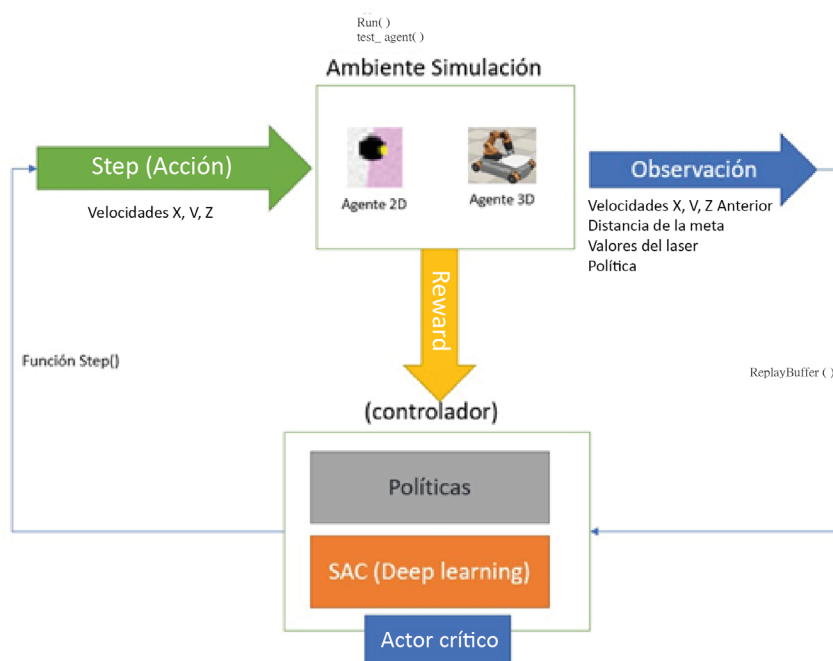 Run( )
test_ agent( )
Ambiente Simulación
Step (Acción)
Velocidades X, V, Z
Agente 2D
Agente 3D
Observación
Velocidades X, V, Z Anterior
Distancia de la meta
Valores del laser
Política
Reward
Función Step()
ReplayBuffer ( )
(controlador)
Políticas
SAC (Deep learning)
Actor crítico